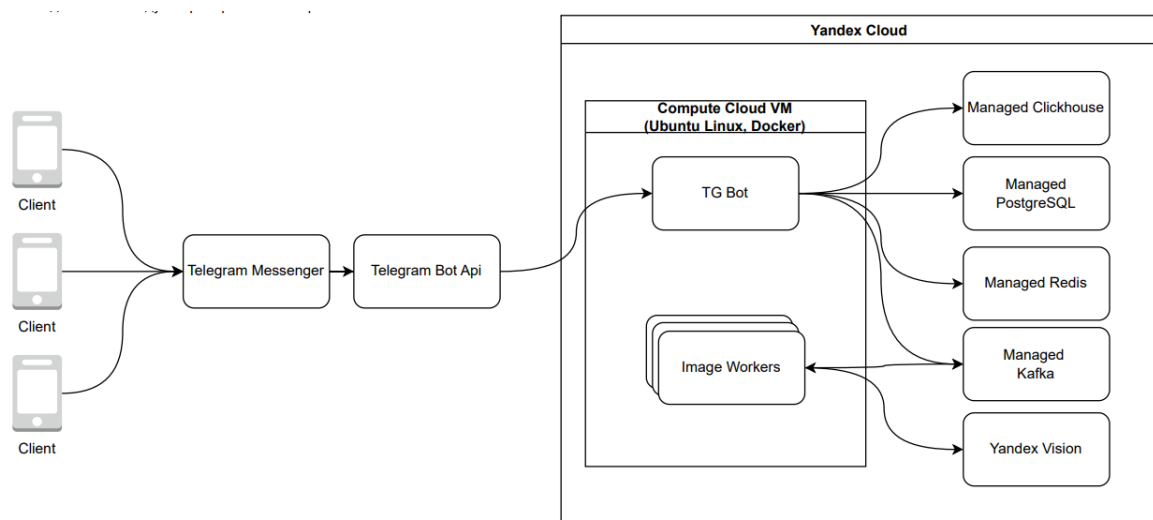 Yandex Cloud
Compute Cloud VM
(Ubuntu Linux, Docker)
Managed Clickhouse
TG Bot
Managed
PostgreSQL
Client
Client
Client
Telegram Messenger
Telegram Bot Api
Managed Redis
Image Workers
Managed
Kafka
Yandex Vision